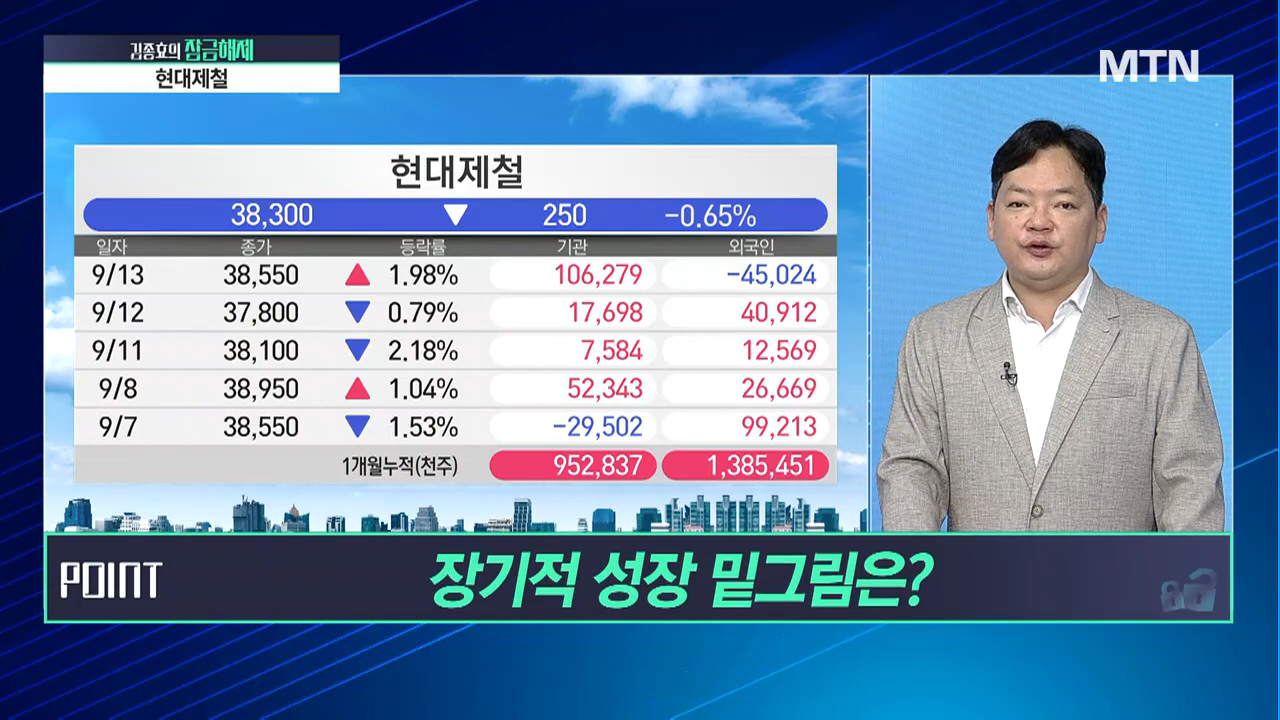 김종효의 잠금해제
현대제철
MTN
현대제철
38,300 ▼ 250 -0.65%
일자 종가 등락률 기관 외국인
9/13 38,550 ▲ 1.98% 106,279 -45,024
9/12 37,800 ▼ 0.79% 17,698 40,912
9/11 38,100 ▼ 2.18% 7,584 12,569
9/8 38,950 ▲ 1.04% 52,343 26,669
9/7 38,550 ▼ 1.53% -29,502 99,213
1개월누적(천주) 952,837 1,385,451
POINT 장기적 성장 밑그림은?